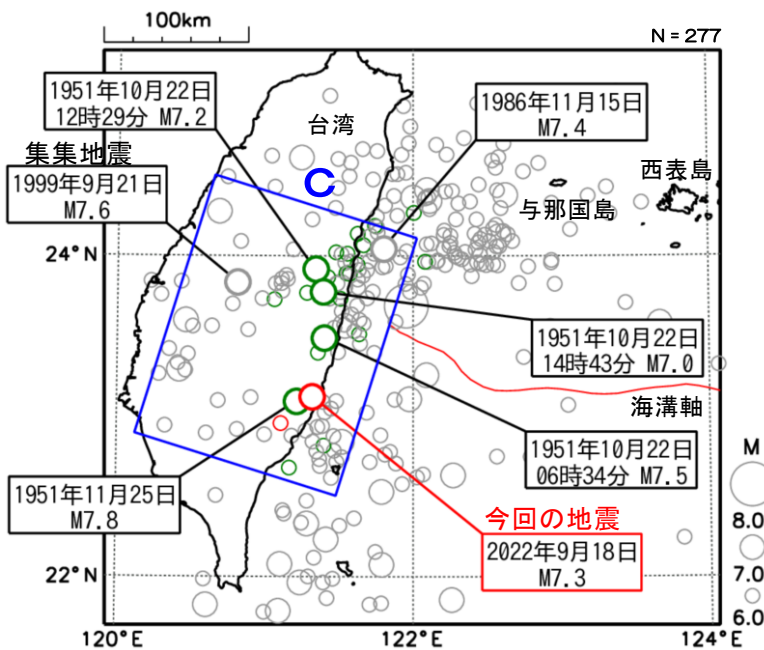 100km
N = 277
1951年10月22日
12時29分 M7.2
1986年11月15日
M7.4
台湾
集集地震
1999年9月21日
M7.6
C
西表島
与那国島
24°N
1951年10月22日
14時43分 M7.0
海溝軸
1951年10月22日
06時34分 M7.5
1951年11月25日
M7.8
今回の地震
2022年9月18日
M7.3
M
8.0
7.0
6.0
22°N
120°E
122°E
124°E